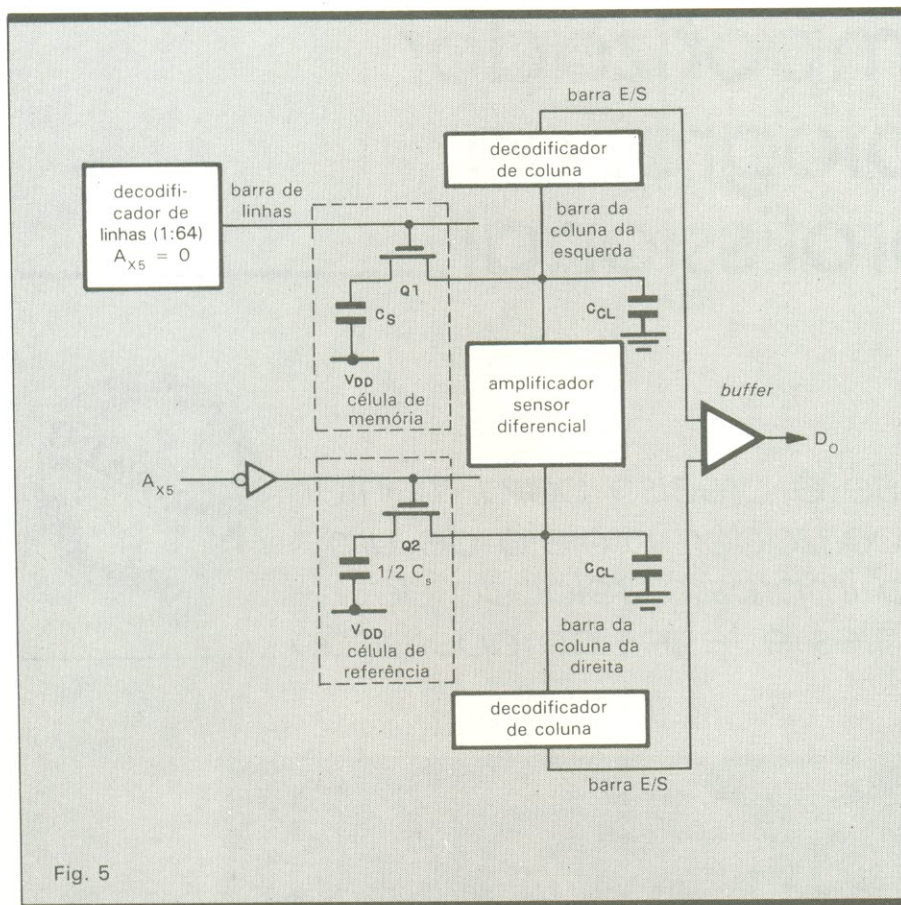 barra E/S
decodificador
de coluna
decodifi-
cador de
linhas (1:64)
A_X5 = 0
barra de
linhas
barra da
coluna da
esquerda
Q1
C_S
C_CL
V_DD
célula de
memória
amplificador
sensor
diferencial
buffer
D_O
A_X5
Q2
1/2 C_s
C_CL
V_DD
célula de
referência
barra da
coluna da
direita
decodificador
de coluna
barra E/S
Fig. 5